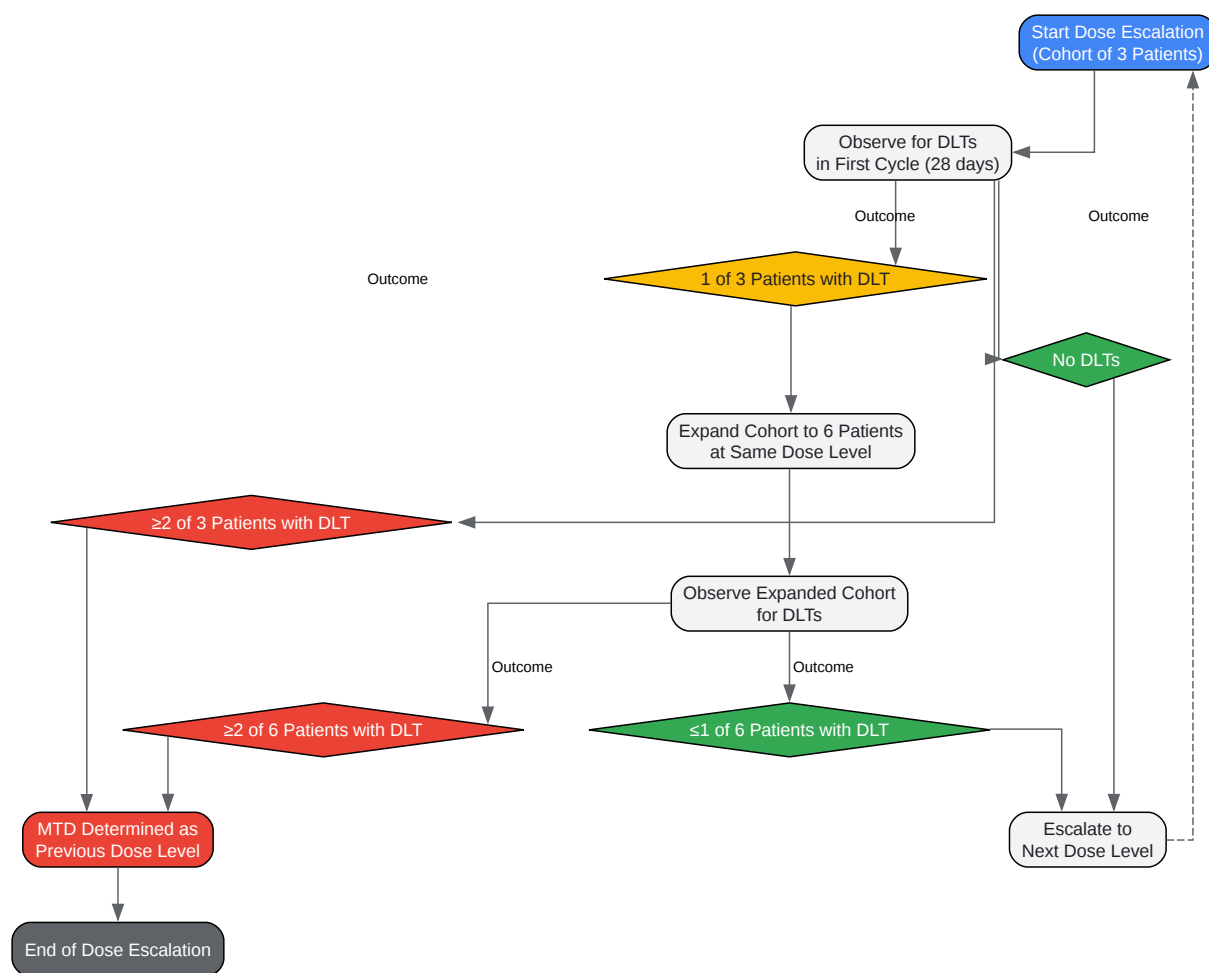 Start Dose Escalation
(Cohort of 3 Patients)
Observe for DLTs
in First Cycle (28 days)
Outcome
Outcome
Outcome
1 of 3 Patients with DLT
No DLTs
Expand Cohort to 6 Patients
at Same Dose Level
≥2 of 3 Patients with DLT
Observe Expanded Cohort
for DLTs
Outcome
Outcome
≥2 of 6 Patients with DLT
≤1 of 6 Patients with DLT
MTD Determined as
Previous Dose Level
Escalate to
Next Dose Level
End of Dose Escalation